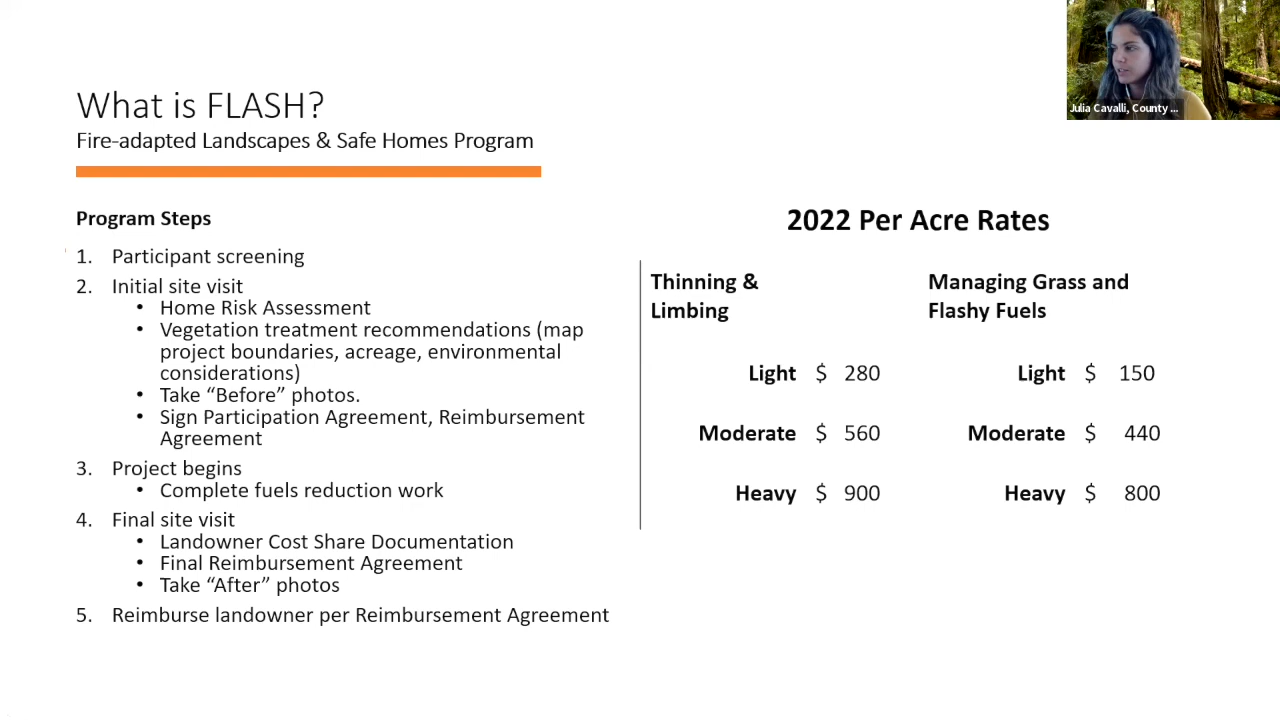 What is FLASH?
Fire-adapted Landscapes & Safe Homes Program
Julia Cavalli, County ...
Program Steps
1. Participant screening
2. Initial site visit
• Home Risk Assessment
• Vegetation treatment recommendations (map
project boundaries, acreage, environmental
considerations)
• Take “Before” photos.
• Sign Participation Agreement, Reimbursement
Agreement
3. Project begins
• Complete fuels reduction work
4. Final site visit
• Landowner Cost Share Documentation
• Final Reimbursement Agreement
• Take “After” photos
5. Reimburse landowner per Reimbursement Agreement
2022 Per Acre Rates
Thinning &
Limbing
Light $ 280
Moderate $ 560
Heavy $ 900
Managing Grass and
Flashy Fuels
Light $ 150
Moderate $ 440
Heavy $ 800